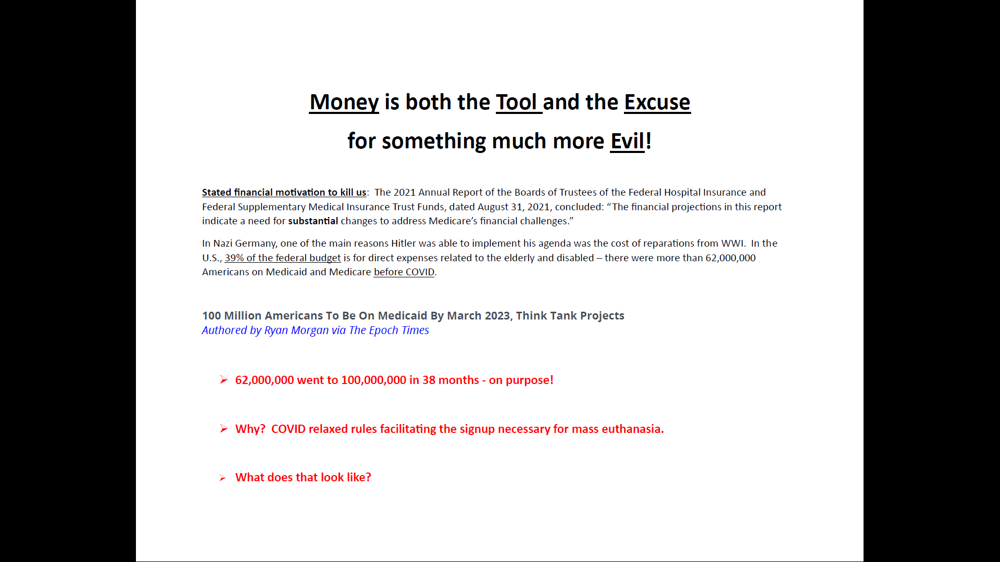 Money is both the Tool and the Excuse
for something much more Evil!
Stated financial motivation to kill us:  The 2021 Annual Report of the Boards of Trustees of the Federal Hospital Insurance and
Federal Supplementary Medical Insurance Trust Funds, dated August 31, 2021, concluded: “The financial projections in this report
indicate a need for substantial changes to address Medicare’s financial challenges.”
In Nazi Germany, one of the main reasons Hitler was able to implement his agenda was the cost of reparations from WWI.  In the
U.S., 39% of the federal budget is for direct expenses related to the elderly and disabled – there were more than 62,000,000
Americans on Medicaid and Medicare before COVID.
100 Million Americans To Be On Medicaid By March 2023, Think Tank Projects
Authored by Ryan Morgan via The Epoch Times
➢ 62,000,000 went to 100,000,000 in 38 months - on purpose!
➢ Why?  COVID relaxed rules facilitating the signup necessary for mass euthanasia.
➢ What does that look like?